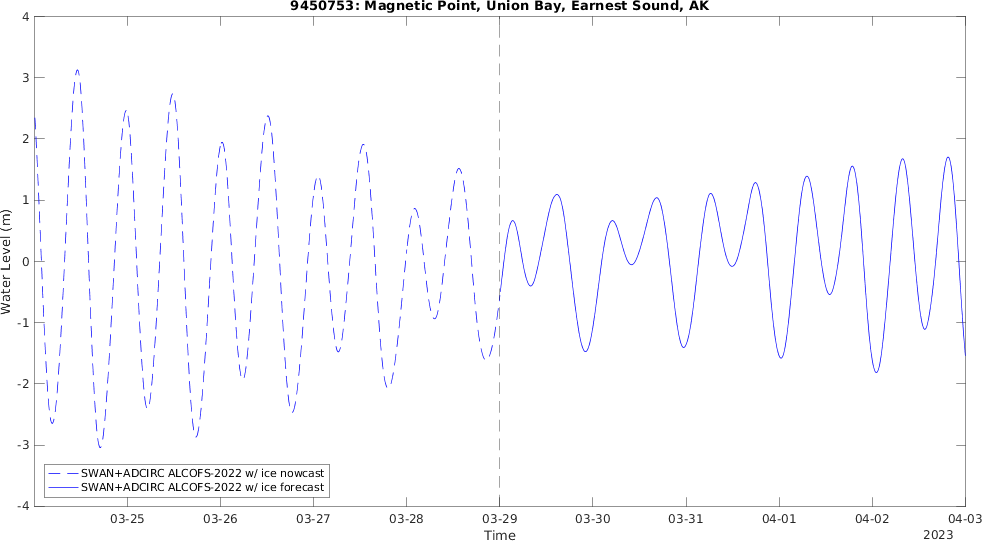 9450753: Magnetic Point, Union Bay, Earnest Sound, AK
4
3
2
1
0
-1
-2
-3
-4
Water Level (m)
SWAN+ADCIRC ALCOFS-2022 w/ ice nowcast
SWAN+ADCIRC ALCOFS-2022 w/ ice forecast
03-25 03-26 03-27 03-28 03-29 03-30 03-31 04-01 04-02 04-03
Time
2023